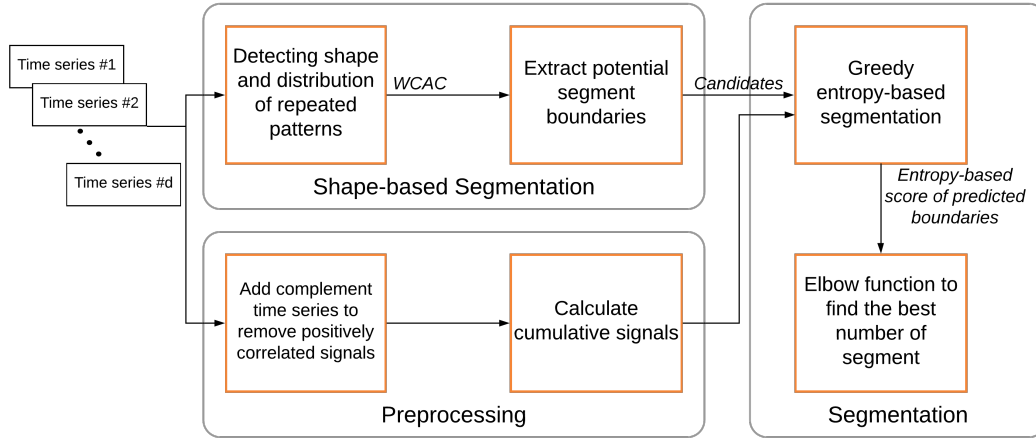 Time series #1
Time series #2
Time series #d
Detecting shape
and distribution
of repeated
patterns
WCAC
Extract potential
segment
boundaries
Candidates
Shape-based Segmentation
Add complement
time series to
remove positively
correlated signals
Calculate
cumulative signals
Preprocessing
Greedy
entropy-based
segmentation
Entropy-based
score of predicted
boundaries
Elbow function to
find the best
number of
segment
Segmentation